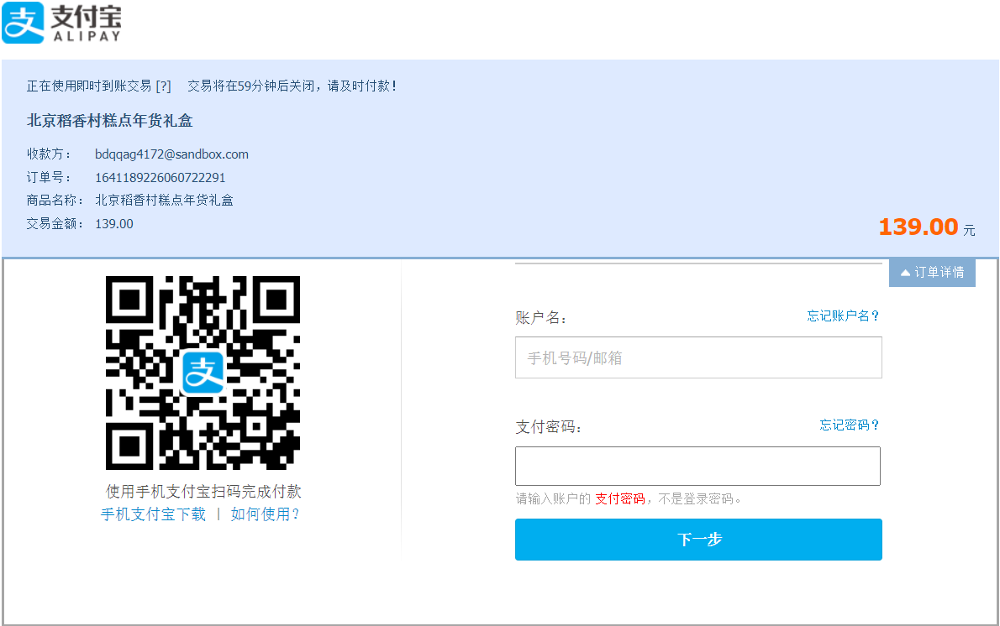 支付宝
ALIPAY
正在使用即时到账交易 [?] 交易将在59分钟后关闭，请及时付款！
北京稻香村糕点年货礼盒
收款方： bdqqag4172@sandbox.com
订单号： 1641189226060722291
商品名称： 北京稻香村糕点年货礼盒
交易金额： 139.00
139.00 元
订单详情
支
使用手机支付宝扫码完成付款
手机支付宝下载 | 如何使用?
账户名： 忘记账户名?
手机号码/邮箱
支付密码： 忘记密码?
请输入账户的 支付密码，不是登录密码。
下一步